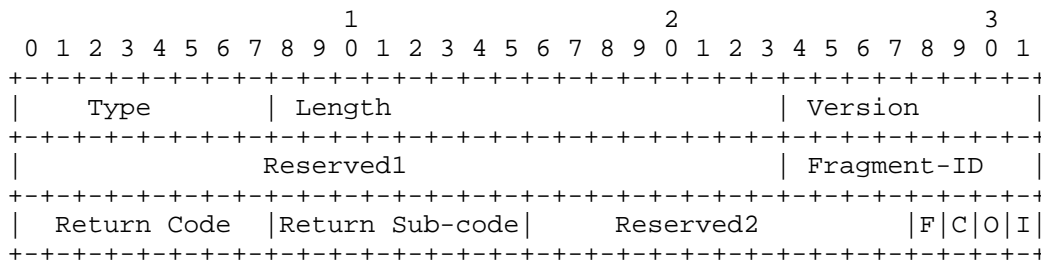 1                   2                   3
 0 1 2 3 4 5 6 7 8 9 0 1 2 3 4 5 6 7 8 9 0 1 2 3 4 5 6 7 8 9 0 1
+-+-+-+-+-+-+-+-+-+-+-+-+-+-+-+-+-+-+-+-+-+-+-+-+-+-+-+-+-+-+-+-+
|    Type       | Length                        | Version       |
+-+-+-+-+-+-+-+-+-+-+-+-+-+-+-+-+-+-+-+-+-+-+-+-+-+-+-+-+-+-+-+-+
|               Reserved1                       | Fragment-ID   |
+-+-+-+-+-+-+-+-+-+-+-+-+-+-+-+-+-+-+-+-+-+-+-+-+-+-+-+-+-+-+-+-+
|  Return Code  |Return Sub-code|     Reserved2         |F|C|O|I|
+-+-+-+-+-+-+-+-+-+-+-+-+-+-+-+-+-+-+-+-+-+-+-+-+-+-+-+-+-+-+-+-+